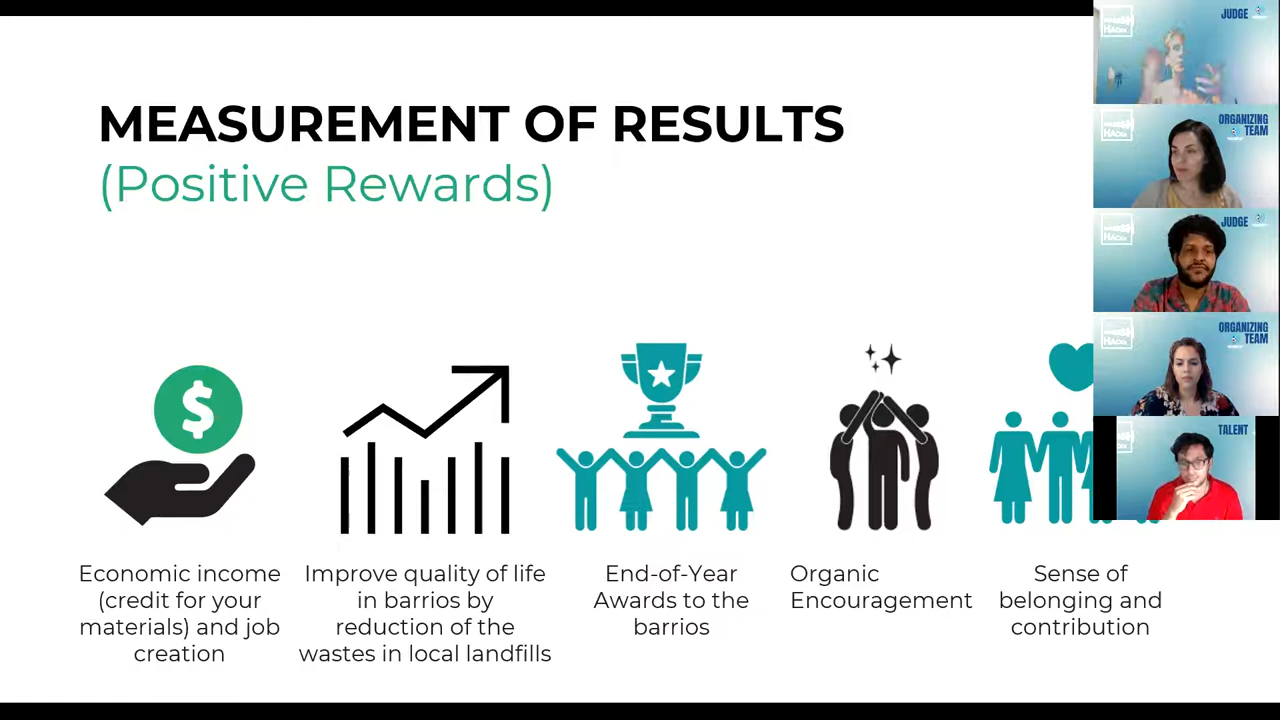 MEASUREMENT OF RESULTS
(Positive Rewards)
$
Economic income
(credit for your
materials) and job
creation
Improve quality of life
in barrios by
reduction of the
wastes in local landfills
End-of-Year
Awards to the
barrios
Organic
Encouragement
Sense of
belonging and
contribution
JUDGE
ORGANIZING
TEAM
JUDGE
ORGANIZING
TEAM
TALENT